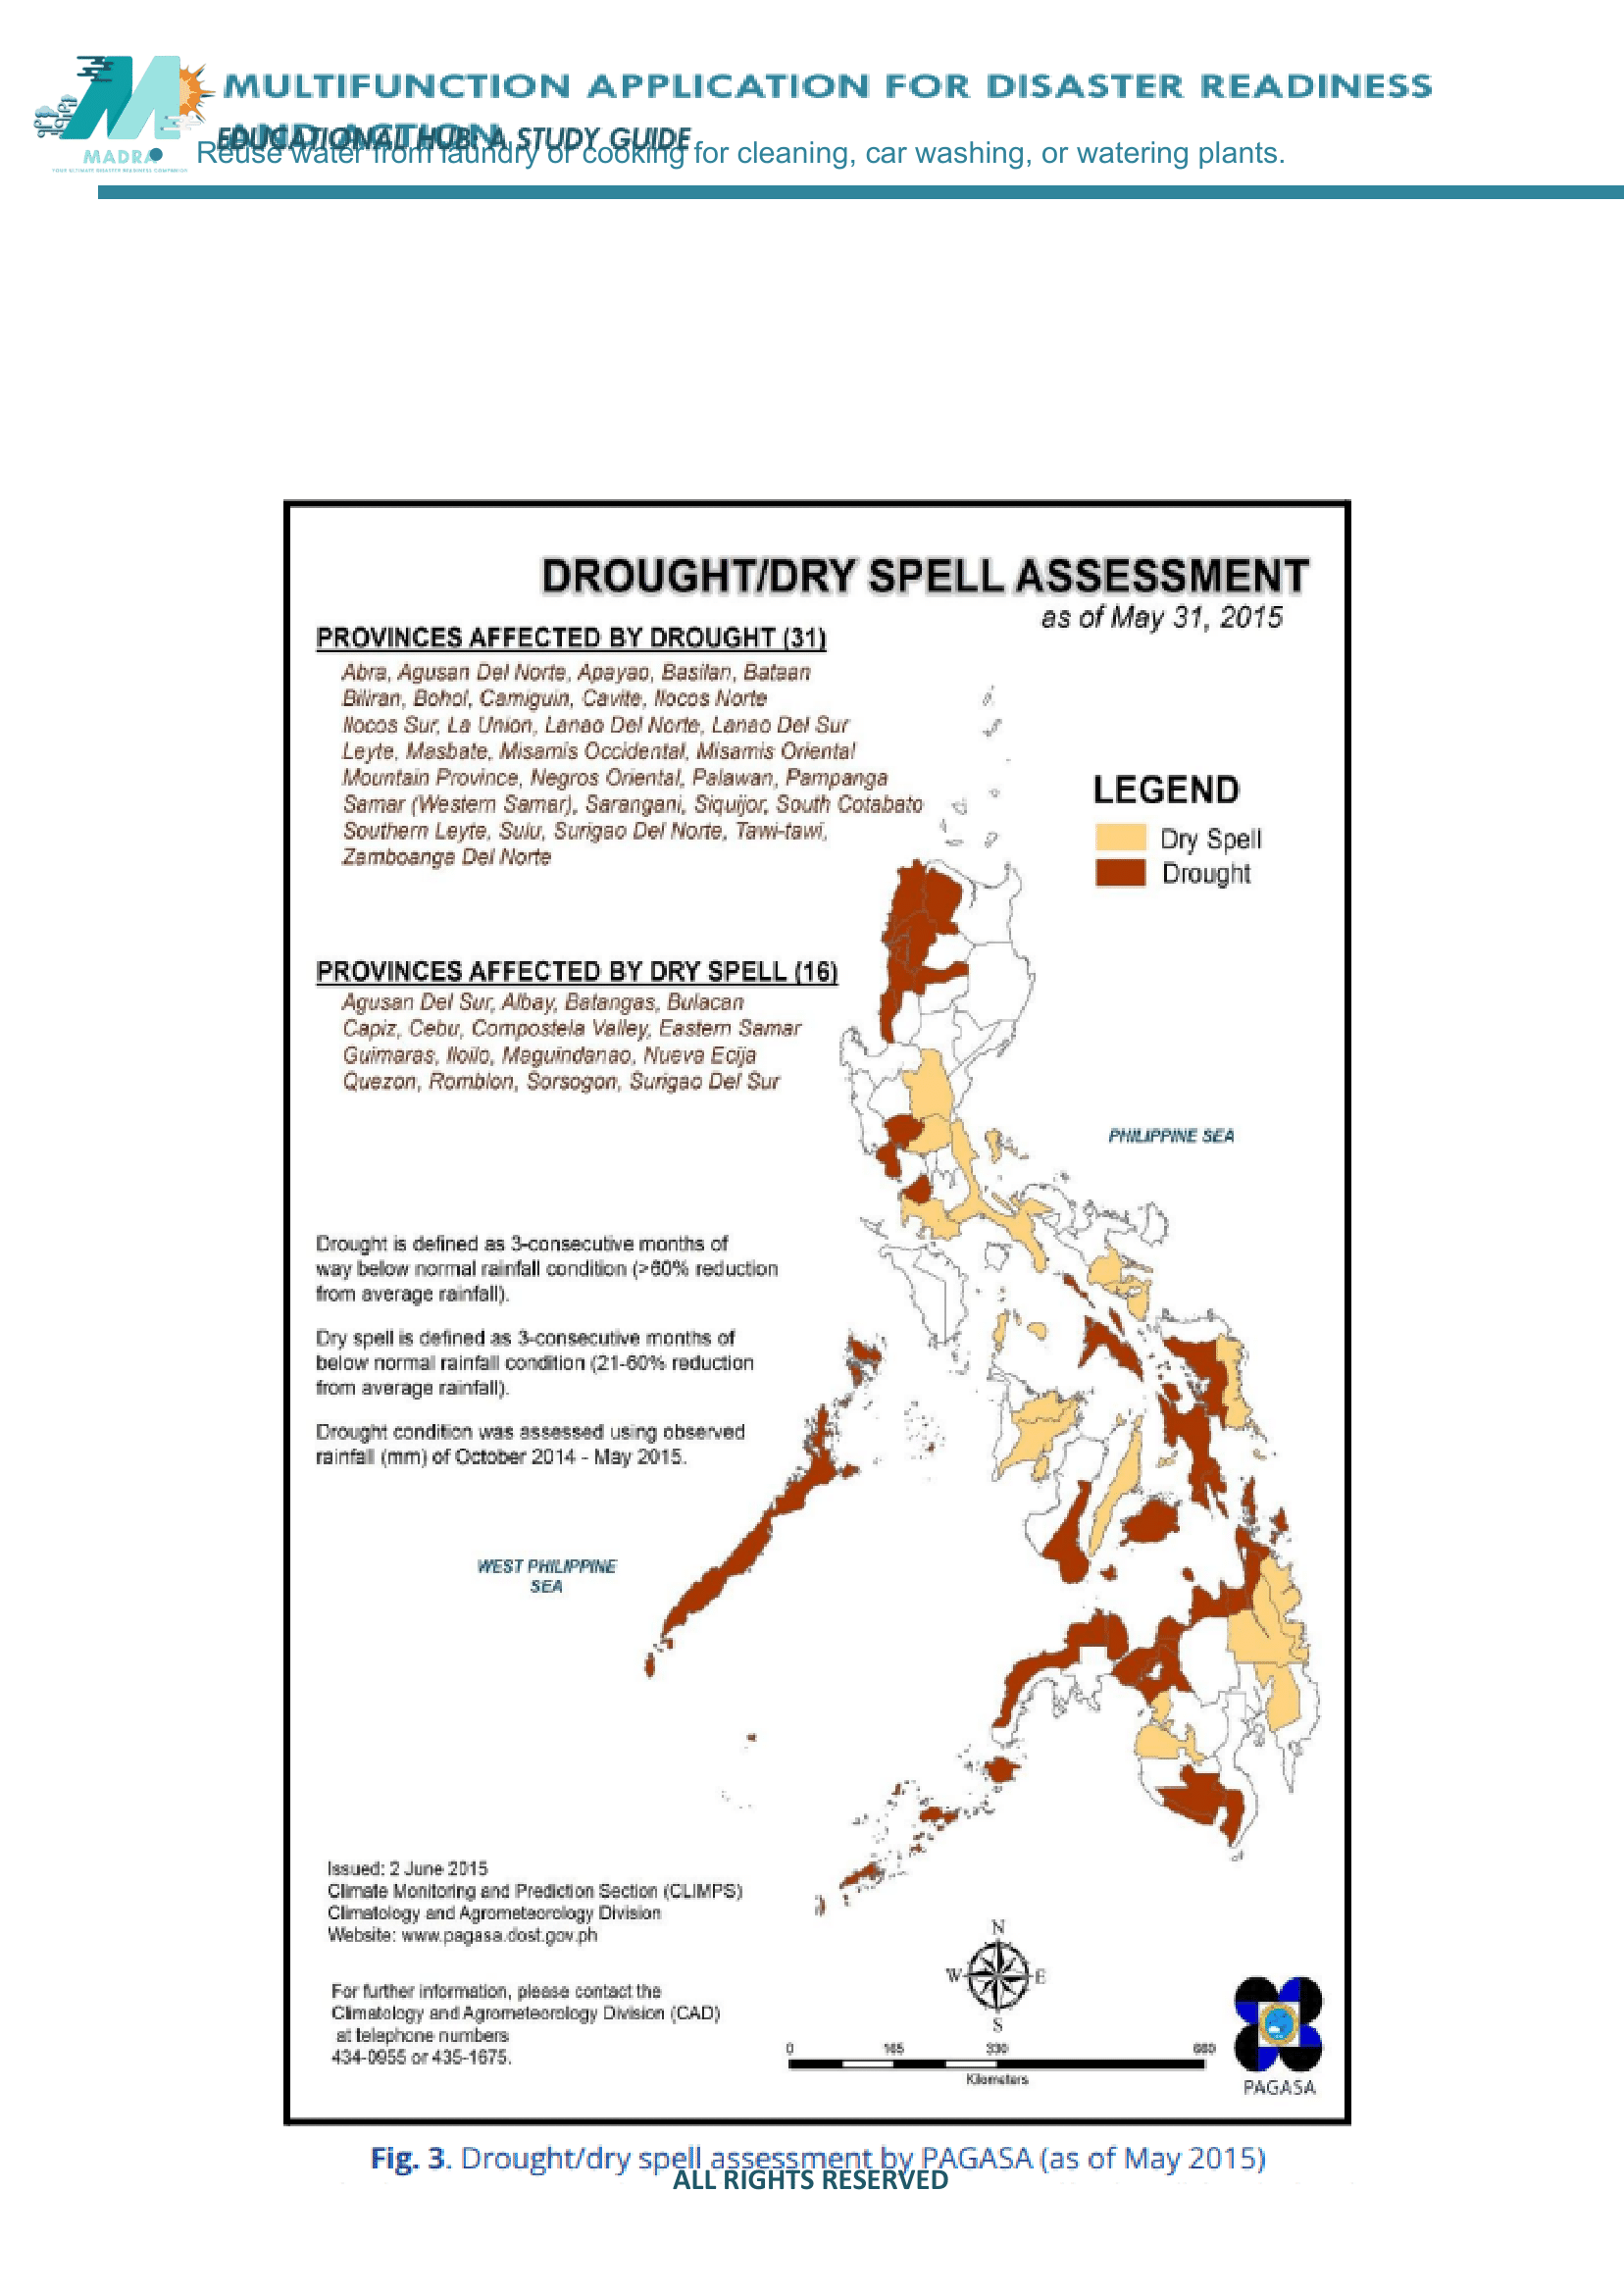 MULTIFUNCTION APPLICATION FOR DISASTER READINESS
AND ACTION
EDUCATIONAL HUB: A STUDY GUIDE
MADRA
YOUR ULTIMATE DISASTER READINESS COMPANION
● Reuse water from laundry or cooking for cleaning, car washing, or watering plants.
DROUGHT/DRY SPELL ASSESSMENT
as of May 31, 2015
PROVINCES AFFECTED BY DROUGHT (31)
Abra, Agusan Del Norte, Apayao, Basilan, Bataan
Biliran, Bohol, Camiguin, Cavite, Ilocos Norte
Ilocos Sur, La Union, Lanao Del Norte, Lanao Del Sur
Leyte, Masbate, Misamis Occidental, Misamis Oriental
Mountain Province, Negros Oriental, Palawan, Pampanga
Samar (Western Samar), Sarangani, Siquijor, South Cotabato
Southern Leyte, Sulu, Surigao Del Norte, Tawi-tawi,
Zamboanga Del Norte
LEGEND
Dry Spell
Drought
PROVINCES AFFECTED BY DRY SPELL (16)
Agusan Del Sur, Albay, Batangas, Bulacan
Capiz, Cebu, Compostela Valley, Eastern Samar
Guimaras, Iloilo, Maguindanao, Nueva Ecija
Quezon, Romblon, Sorsogon, Surigao Del Sur
PHILIPPINE SEA
Drought is defined as 3-consecutive months of
way below normal rainfall condition (>60% reduction
from average rainfall).
Dry spell is defined as 3-consecutive months of
below normal rainfall condition (21-60% reduction
from average rainfall).
Drought condition was assessed using observed
rainfall (mm) of October 2014 - May 2015.
WEST PHILIPPINE
SEA
Issued: 2 June 2015
Climate Monitoring and Prediction Section (CLIMPS)
Climatology and Agrometeorology Division
Website: www.pagasa.dost.gov.ph
For further information, please contact the
Climatology and Agrometeorology Division (CAD)
at telephone numbers
434-0955 or 435-1675.
N
W E
S
0 165 330 660
Kilometers
PAGASA
Fig. 3. Drought/dry spell assessment by PAGASA (as of May 2015)
ALL RIGHTS RESERVED